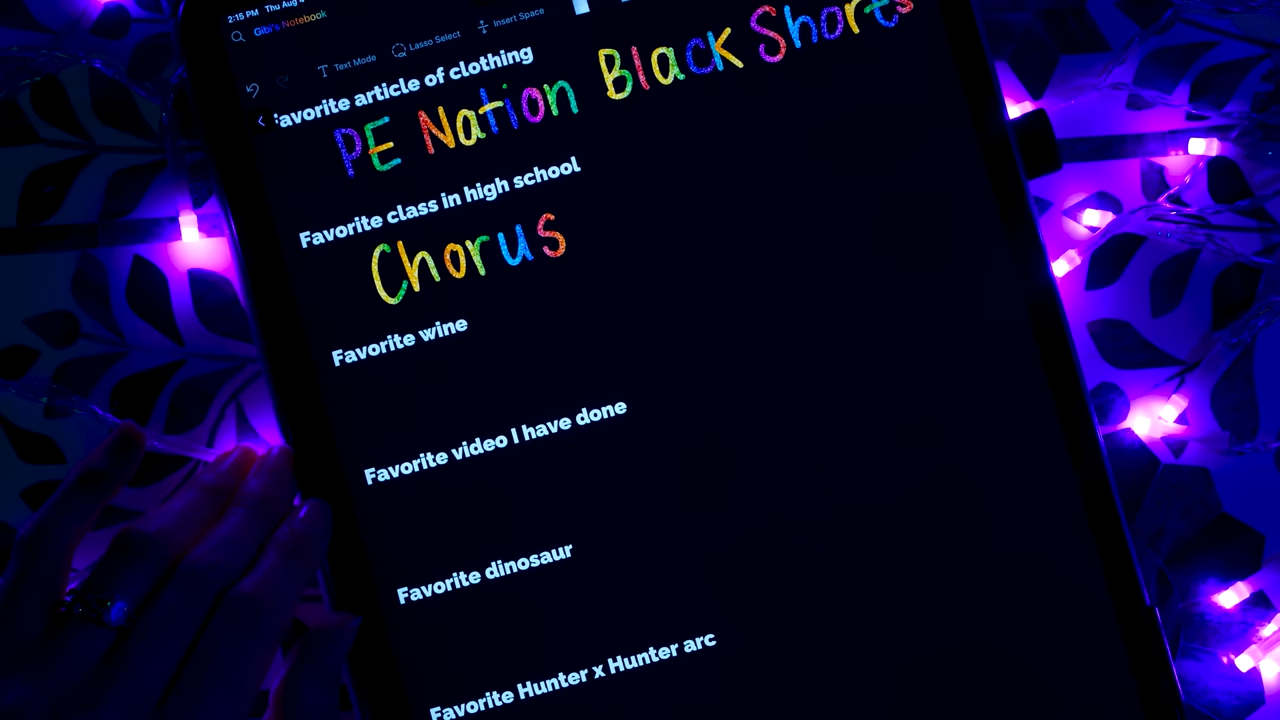 2:15 PM Thu Aug 4
Gibi's Notebook
Text Mode
Lasso Select
Insert Space
avorite article of clothing
PE Nation Black Shorts
Favorite class in high school
Chorus
Favorite wine
Favorite video I have done
Favorite dinosaur
Favorite Hunter x Hunter arc